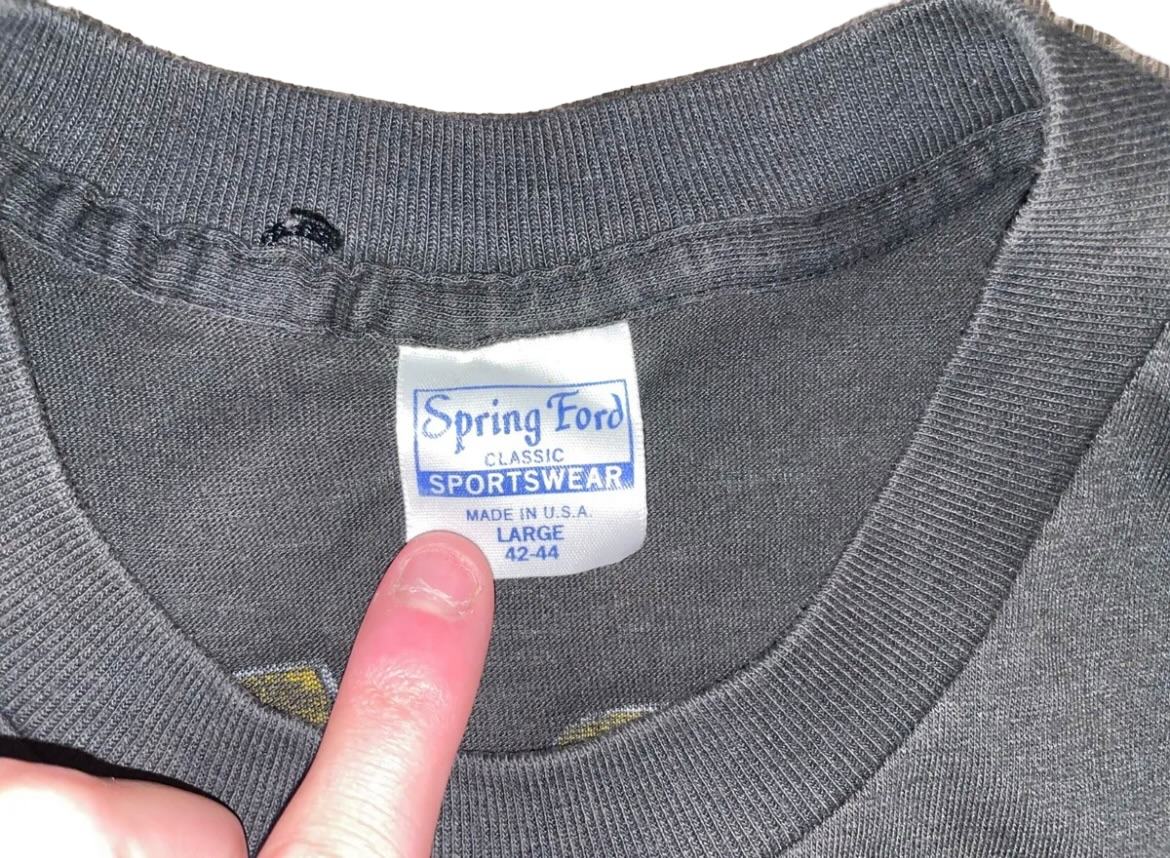 Spring Ford
CLASSIC
SPORTSWEAR
MADE IN U.S.A.
LARGE
42-44